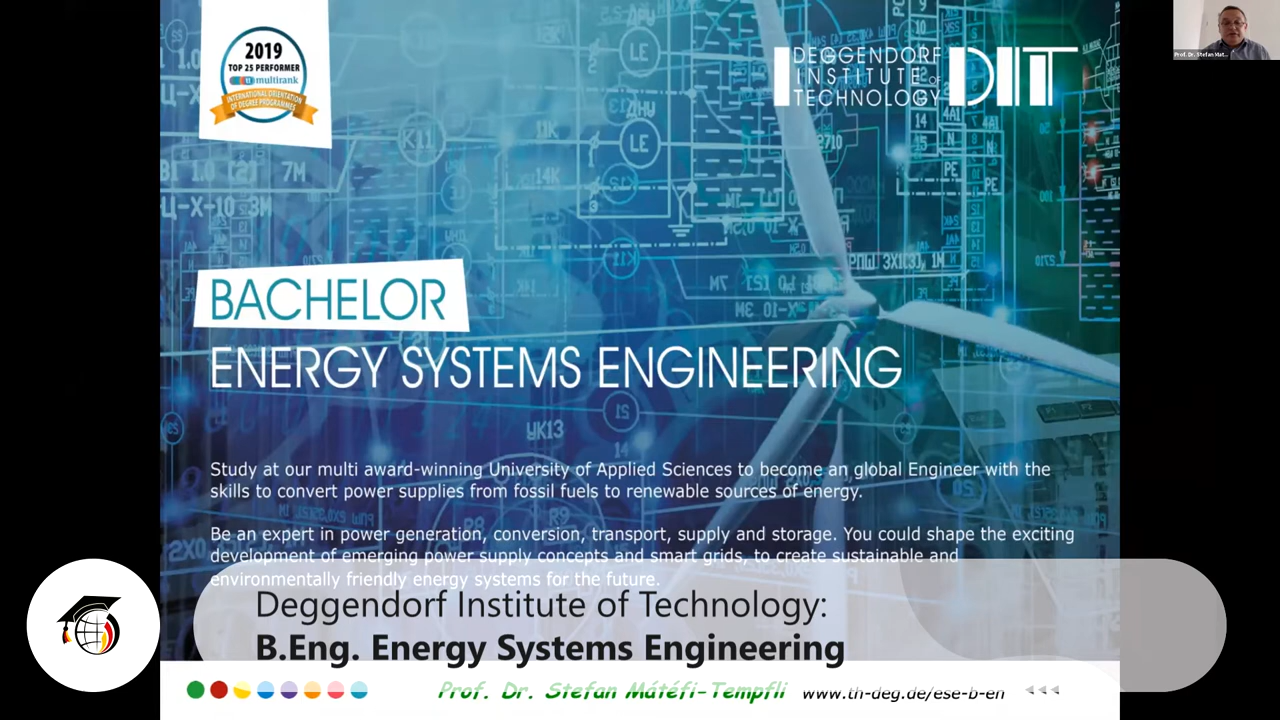 2019
TOP 25 PERFORMER
multirank
INTERNATIONAL ORIENTATION
OF DEGREE PROGRAMMES
DEGGENDORF
INSTITUTE OF
TECHNOLOGY
DIT
Prof. Dr. Stefan Mat...
BACHELOR
ENERGY SYSTEMS ENGINEERING
Study at our multi award-winning University of Applied Sciences to become an global Engineer with the
skills to convert power supplies from fossil fuels to renewable sources of energy.
Be an expert in power generation, conversion, transport, supply and storage. You could shape the exciting
development of emerging power supply concepts and smart grids, to create sustainable and
environmentally friendly energy systems for the future.
Deggendorf Institute of Technology:
B.Eng. Energy Systems Engineering
Prof. Dr. Stefan Mátéfi-Tempfli www.th-deg.de/ese-b-en